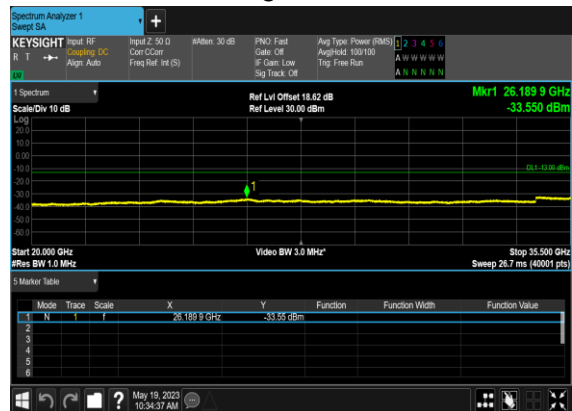 Spectrum Analyzer 1
Swept SA
+
KEYSIGHT Input: RF Input Z: 50 Ω #Atten: 30 dB PNO: Fast Avg Type: Power (RMS) 1 2 3 4 5 6
R T Coupling: DC Corr CCorr Gate: Off Avg|Hold: 100/100 A W W W W W
Align: Auto Freq Ref: Int (S) IF Gain: Low Trig: Free Run
Sig Track: Off A N N N N N
LXI
1 Spectrum Ref Lvl Offset 18.62 dB Mkr1 26.189 9 GHz
Scale/Div 10 dB Ref Level 30.00 dBm -33.550 dBm
Log
20.0
10.0
0.00
-10.0
DL1 -13.00 dBm
-20.0
1
-30.0
-40.0
-50.0
-60.0
Start 20.000 GHz Video BW 3.0 MHz* Stop 35.500 GHz
#Res BW 1.0 MHz Sweep 26.7 ms (40001 pts)
5 Marker Table
Mode Trace Scale X Y Function Function Width Function Value
1 N 1 f 26.189 9 GHz -33.55 dBm
2
3
4
5
6
? May 19, 2023
10:34:37 AM